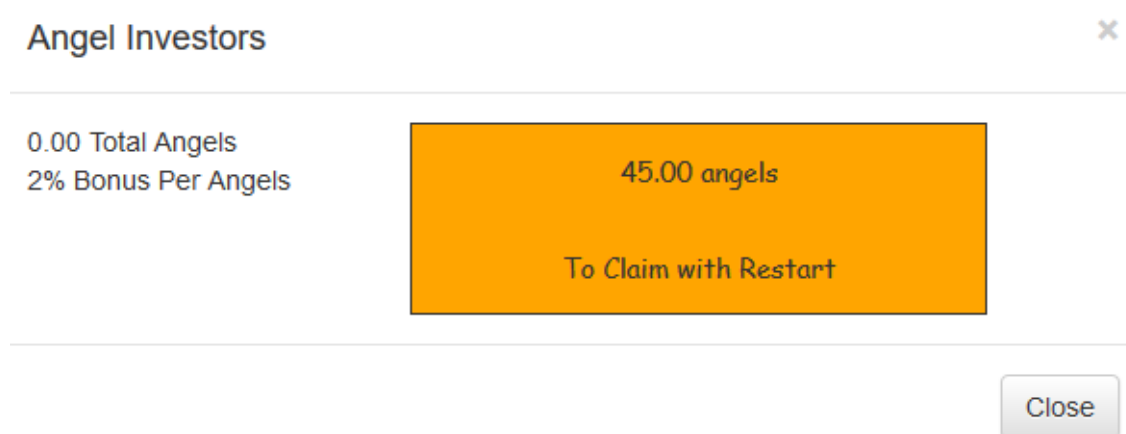 Angel Investors
×
0.00 Total Angels
2% Bonus Per Angels
45.00 angels
To Claim with Restart
Close